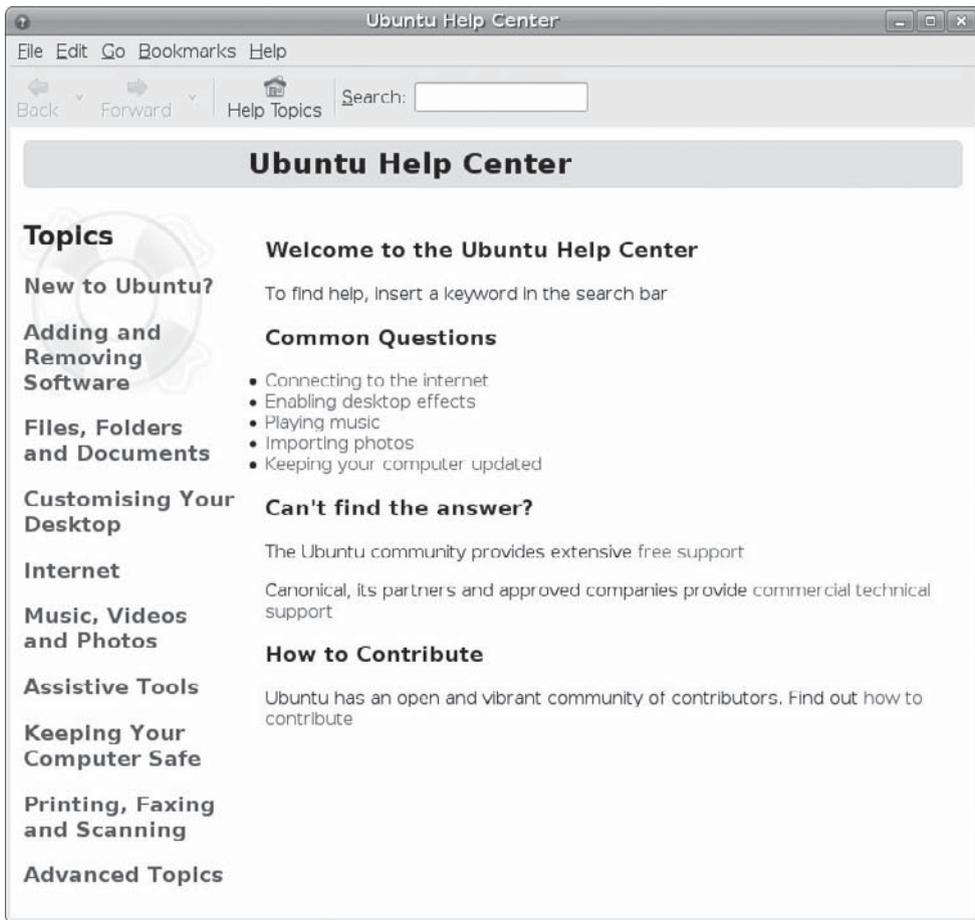 Ubuntu Help Center
File Edit Go Bookmarks Help
Back Forward Help Topics Search:
Ubuntu Help Center
Topics
New to Ubuntu?
Adding and
Removing
Software
Files, Folders
and Documents
Customising Your
Desktop
Internet
Music, Videos
and Photos
Assistive Tools
Keeping Your
Computer Safe
Printing, Faxing
and Scanning
Advanced Topics
Welcome to the Ubuntu Help Center
To find help, insert a keyword in the search bar
Common Questions
• Connecting to the internet
• Enabling desktop effects
• Playing music
• Importing photos
• Keeping your computer updated
Can't find the answer?
The Ubuntu community provides extensive free support
Canonical, its partners and approved companies provide commercial technical
support
How to Contribute
Ubuntu has an open and vibrant community of contributors. Find out how to
contribute